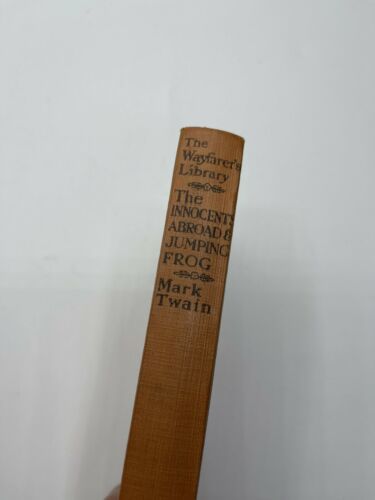 The
Wayfarer's
Library
The
INNOCENTS
ABROAD &
JUMPING
FROG
Mark
Twain